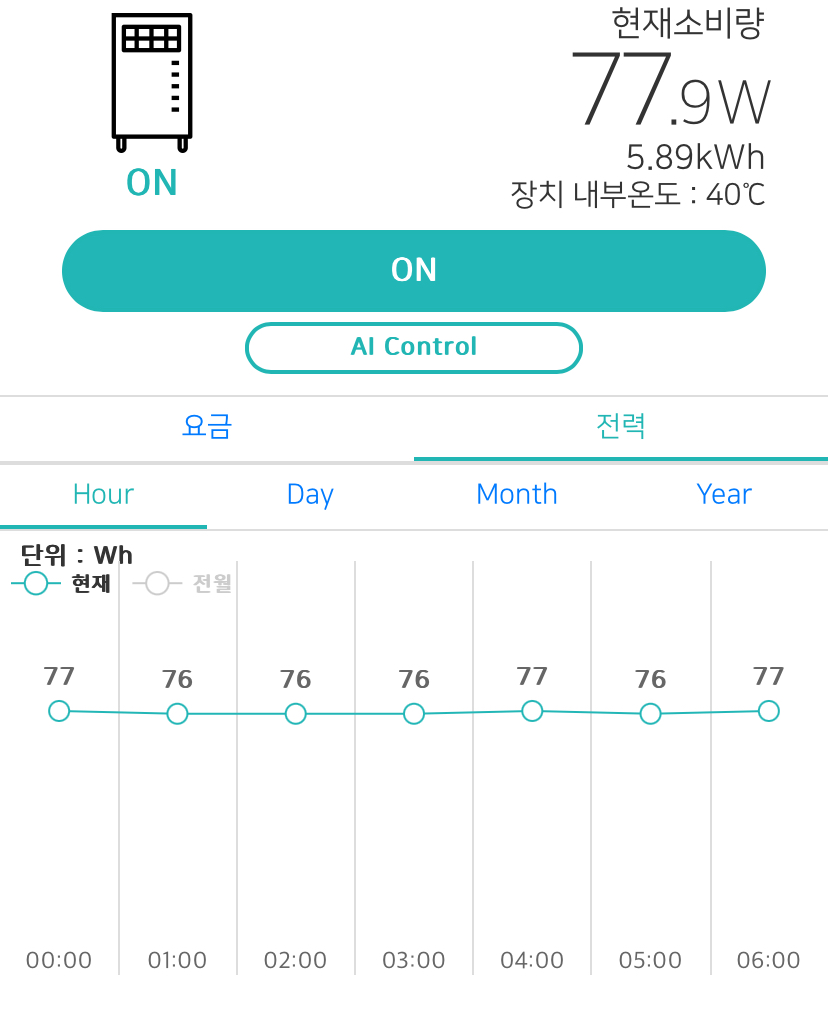 현재소비량
77.9W
5.89kWh
장치 내부온도 : 40℃
ON
ON
AI Control
요금 전력
Hour Day Month Year
단위 : Wh
현재 전월
77 76 76 76 77 76 77
00:00 01:00 02:00 03:00 04:00 05:00 06:00